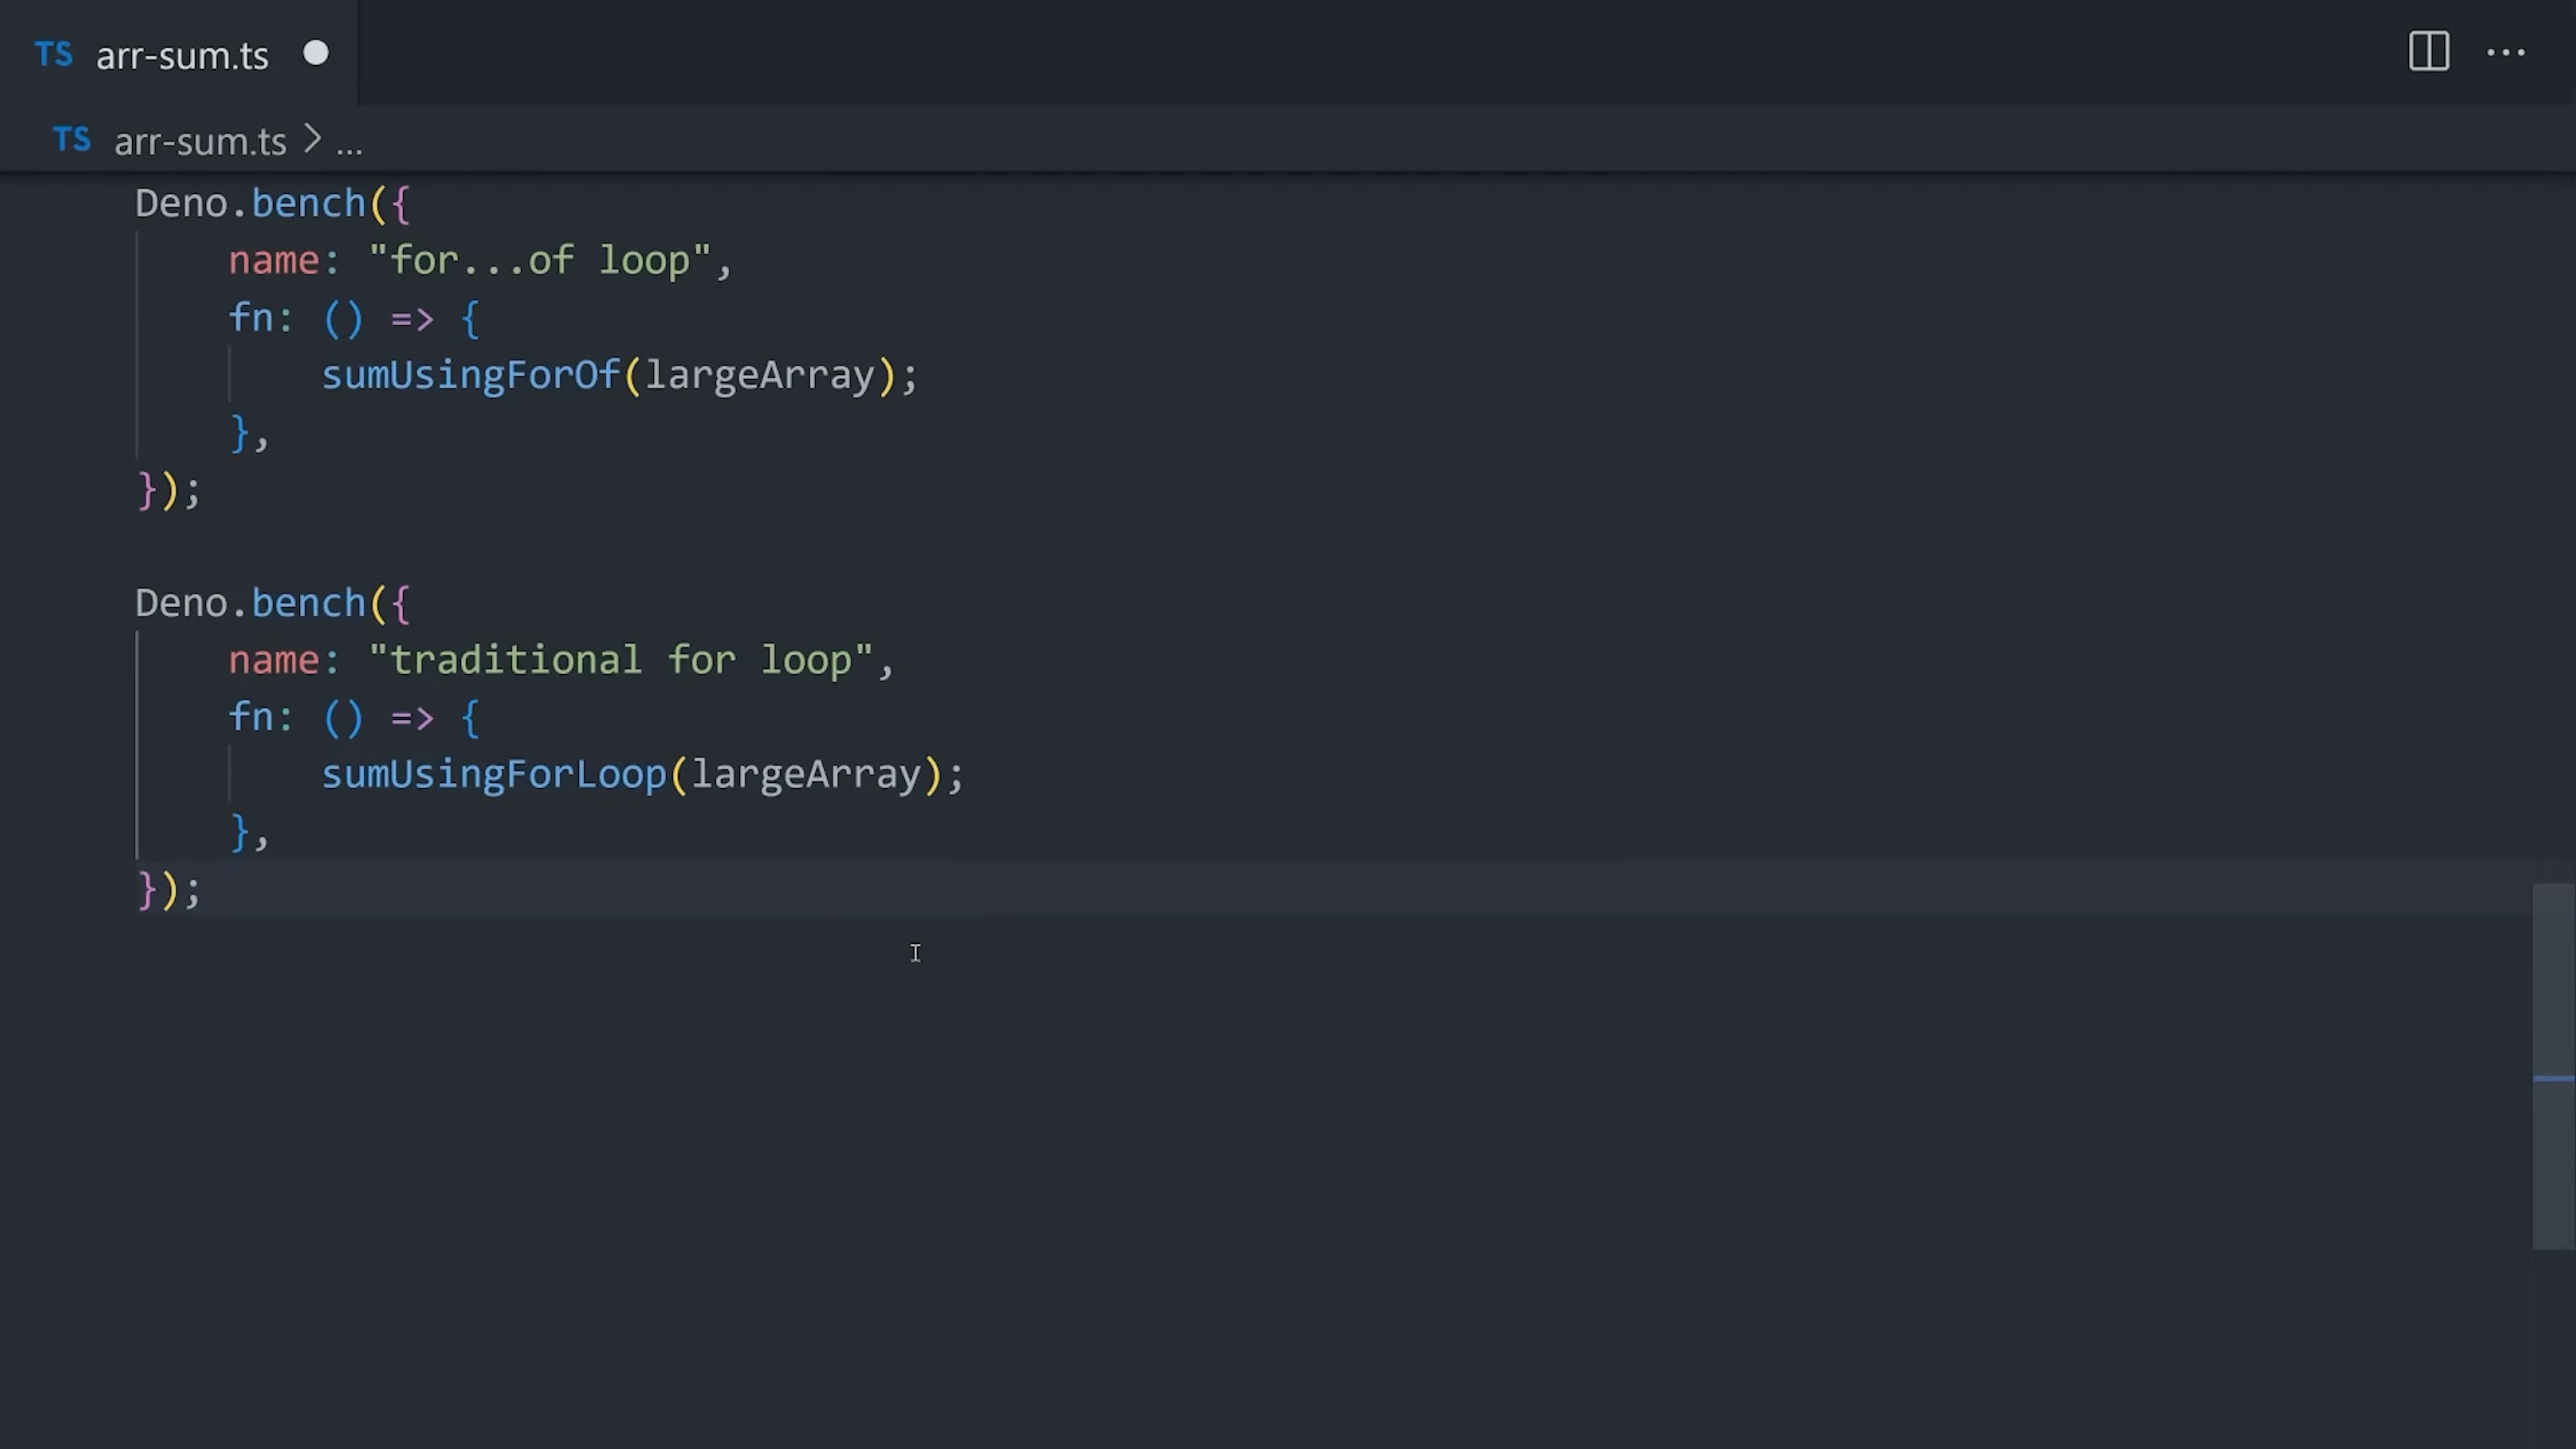 TS arr-sum.ts
TS arr-sum.ts > ...
Deno.bench({
    name: "for...of loop",
    fn: () => {
        sumUsingForOf(largeArray);
    },
});

Deno.bench({
    name: "traditional for loop",
    fn: () => {
        sumUsingForLoop(largeArray);
    },
});